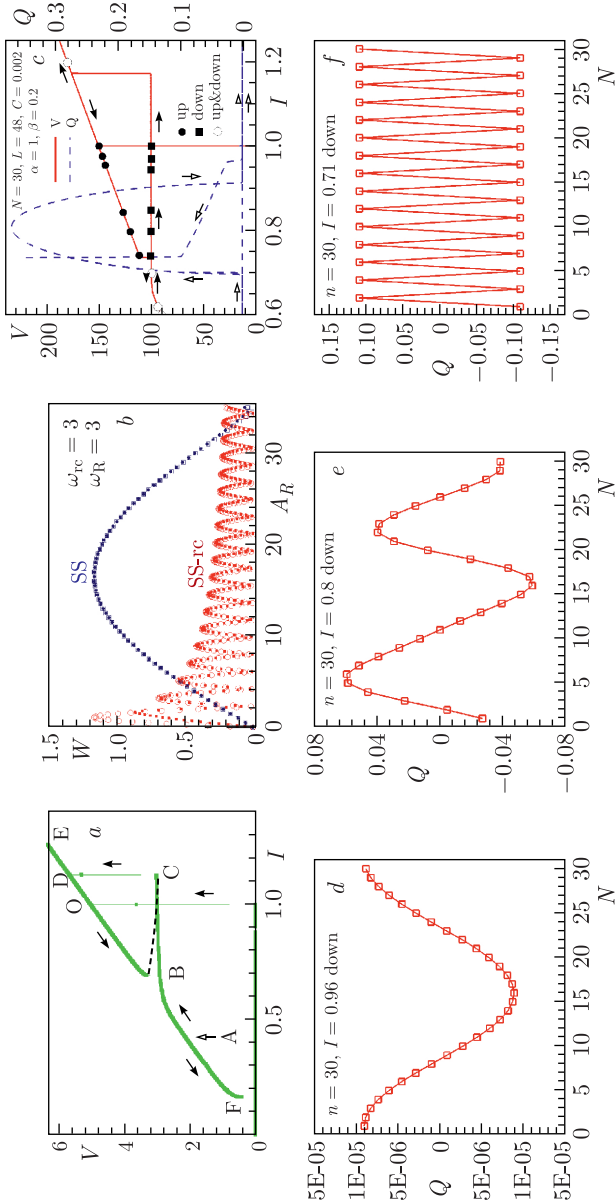 V
6
4
2
0
0.5
1.0
I
a
A
B
C
D
E
F
O
W
1.5
1.0
0.5
0
0
10
20
30
A_R
b
ω_rc = 3
ω_R = 3
SS
SS-rc
V
200
150
100
50
0
Q
0.3
0.2
0.1
0
0.6
0.8
1.0
1.2
I
c
N = 30, L = 48, C = 0.002
α = 1, β = 0.2
V
Q
up
down
up&down
d
n = 30, I = 0.96 down
5E-05
1E-05
5E-06
0
5E-06
1E-05
5E-05
Q
0
5
10
15
20
25
30
N
e
n = 30, I = 0.8 down
0.08
0.04
0
−0.04
−0.08
Q
0
5
10
15
20
25
30
N
f
n = 30, I = 0.71 down
0.15
0.10
0.05
0.00
−0.05
−0.10
−0.15
Q
0
5
10
15
20
25
30
N